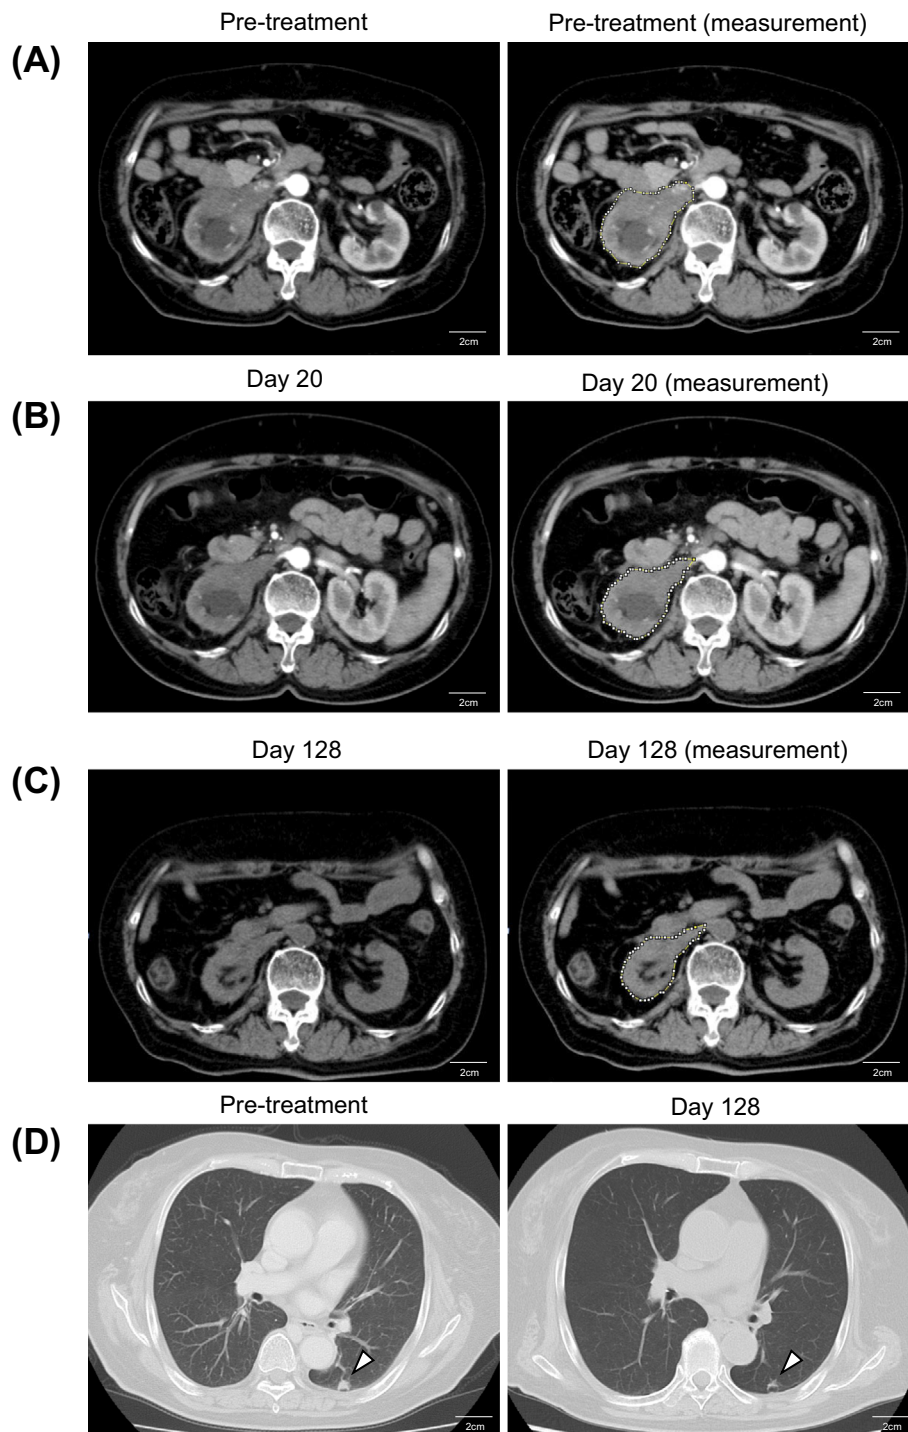 Pre-treatment
Pre-treatment (measurement)
(A)
2cm
2cm
Day 20
Day 20 (measurement)
(B)
2cm
2cm
Day 128
Day 128 (measurement)
(C)
2cm
2cm
Pre-treatment
Day 128
(D)
2cm
2cm